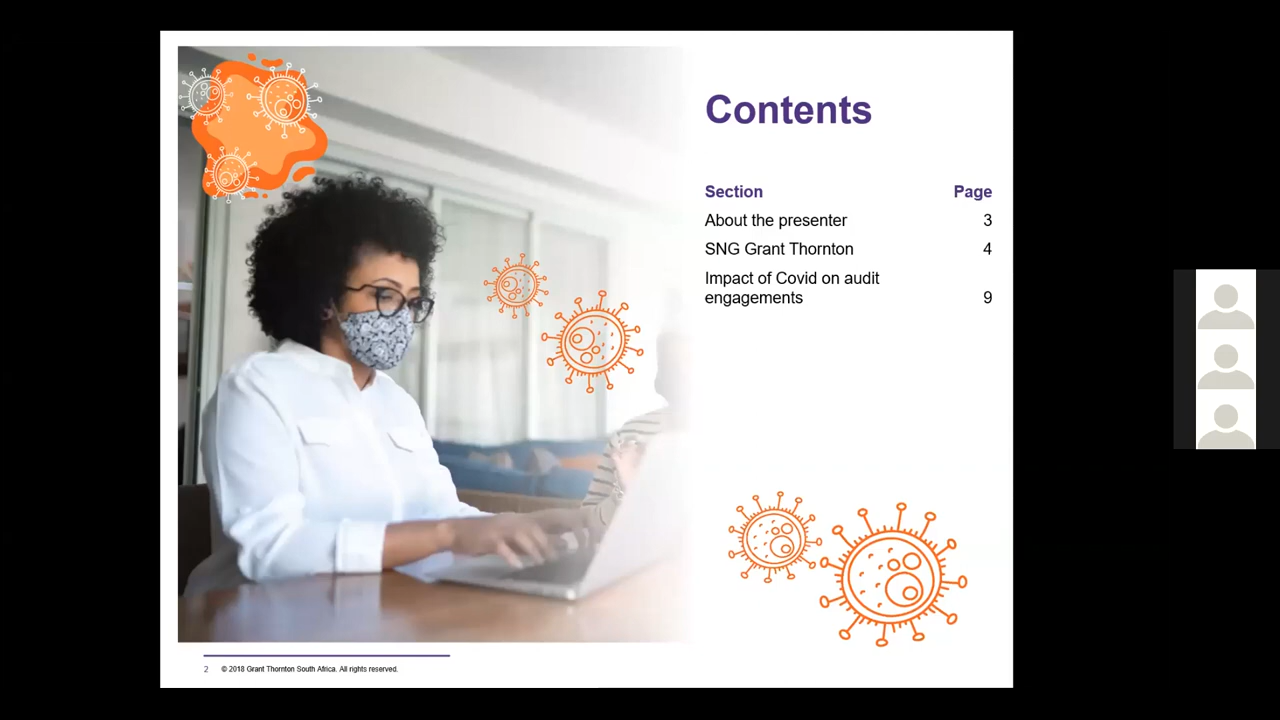 Contents
Section Page
About the presenter 3
SNG Grant Thornton 4
Impact of Covid on audit
engagements 9
2 © 2018 Grant Thornton South Africa. All rights reserved.